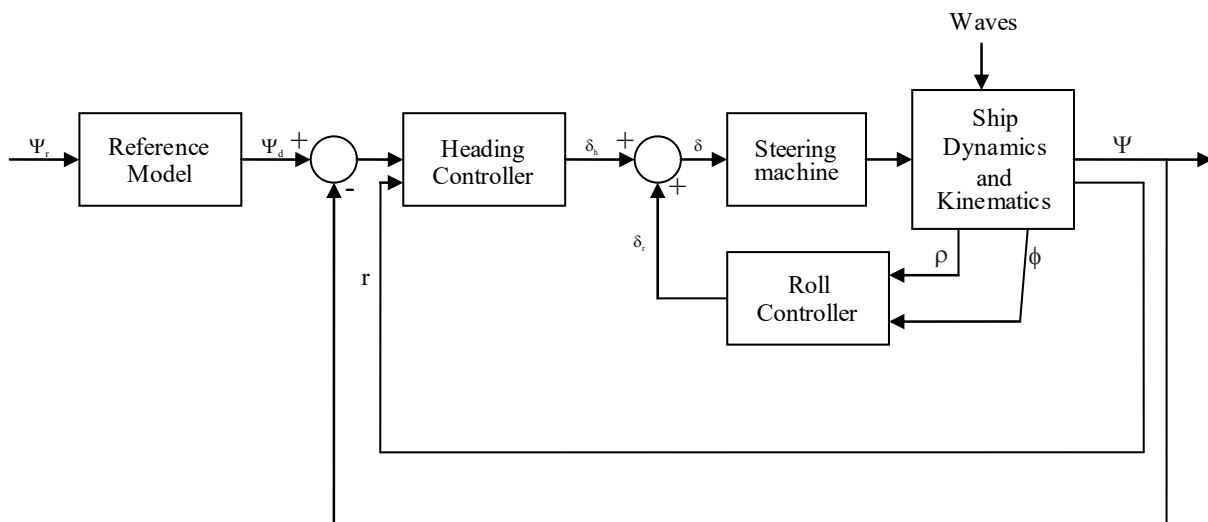 Waves
Ψr
Reference
Model
Ψd
+
-
Heading
Controller
δh
+
+
δ
Steering
machine
Ship
Dynamics
and
Kinematics
Ψ
r
δr
Roll
Controller
ρ
ϕ